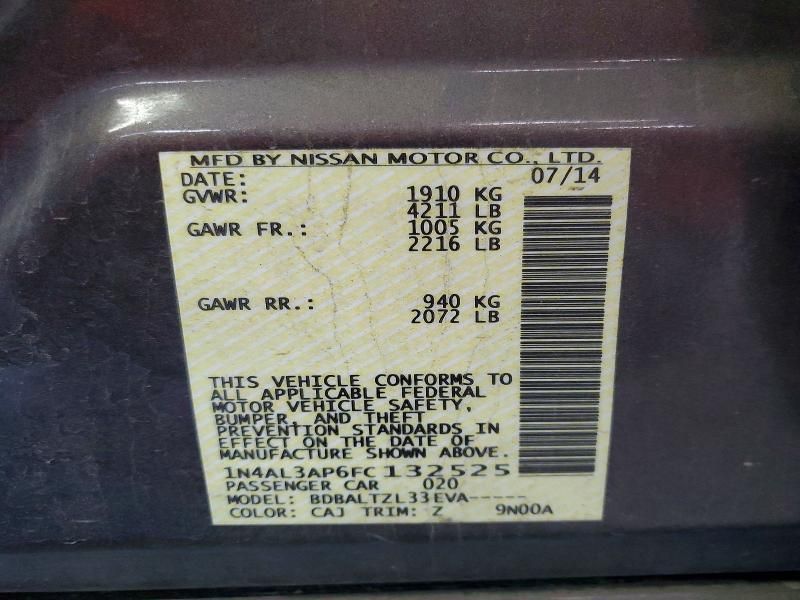 MFD BY NISSAN MOTOR CO., LTD.
DATE: 07/14
GVWR: 1910 KG
4211 LB
GAWR FR.: 1005 KG
2216 LB
GAWR RR.: 940 KG
2072 LB
THIS VEHICLE CONFORMS TO
ALL APPLICABLE FEDERAL
MOTOR VEHICLE SAFETY,
BUMPER, AND THEFT
PREVENTION STANDARDS IN
EFFECT ON THE DATE OF
MANUFACTURE SHOWN ABOVE.
1N4AL3AP6FC132525
PASSENGER CAR 020
MODEL: BDBALTZL33EVA-----
COLOR: CAJ TRIM: Z 9N00A